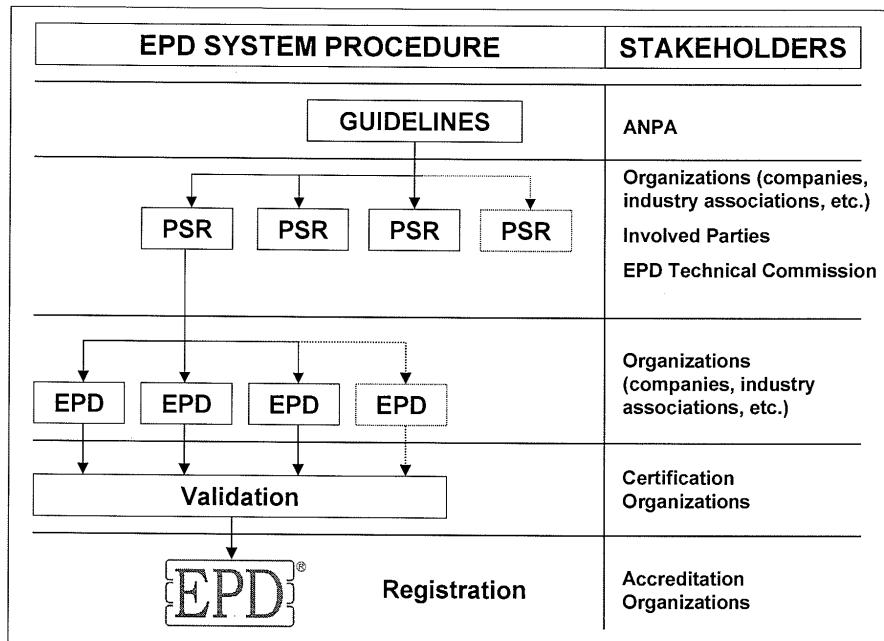 EPD SYSTEM PROCEDURE
STAKEHOLDERS
GUIDELINES
ANPA
PSR
PSR
PSR
PSR
Organizations (companies,
industry associations, etc.)
Involved Parties
EPD Technical Commission
EPD
EPD
EPD
EPD
Organizations
(companies, industry
associations, etc.)
Validation
Certification
Organizations
EPD®
Registration
Accreditation
Organizations